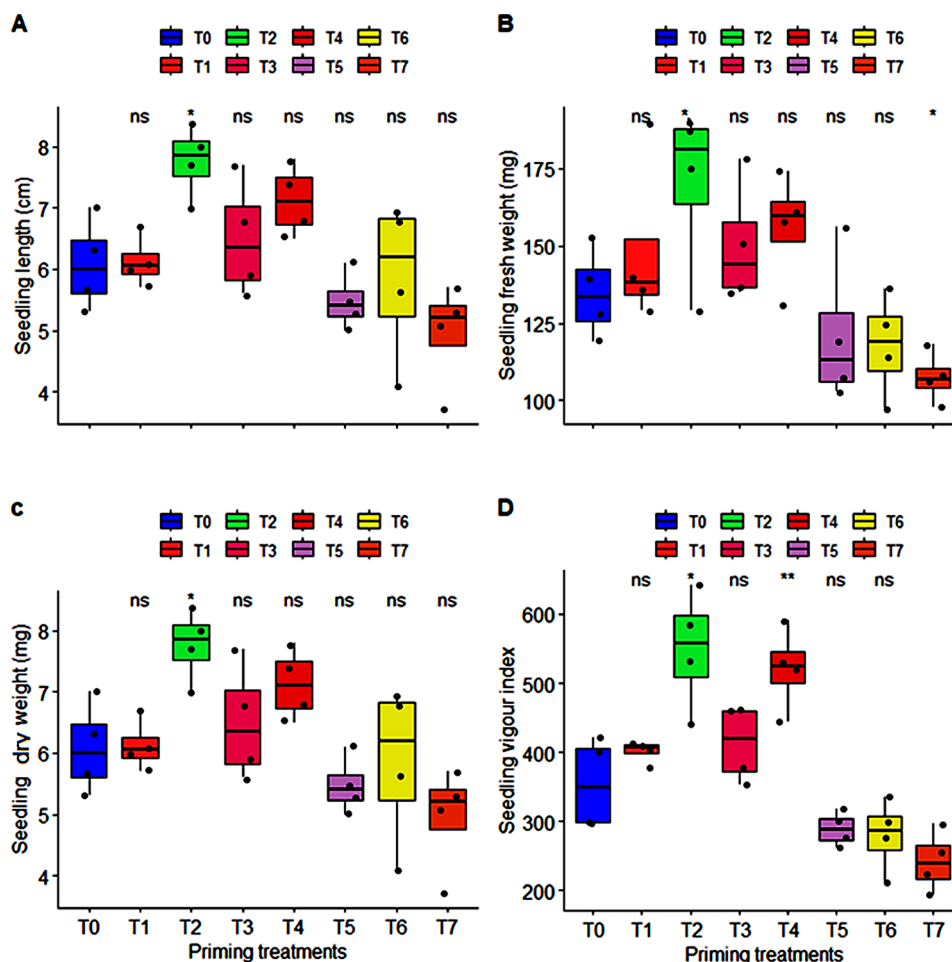 A
T0 T2 T4 T6
T1 T3 T5 T7
ns * ns ns ns ns ns
Seedling length (cm)
8
7
6
5
4
B
T0 T2 T4 T6
T1 T3 T5 T7
ns * ns ns ns ns *
Seedling fresh weight (mg)
175
150
125
100
c
T0 T2 T4 T6
T1 T3 T5 T7
ns * ns ns ns ns ns
Seedling dry weight (mg)
8
7
6
5
4
T0 T1 T2 T3 T4 T5 T6 T7
Priming treatments
D
T0 T2 T4 T6
T1 T3 T5 T7
ns * ns ** ns ns
Seedling vigour index
600
500
400
300
200
T0 T1 T2 T3 T4 T5 T6 T7
Priming treatments